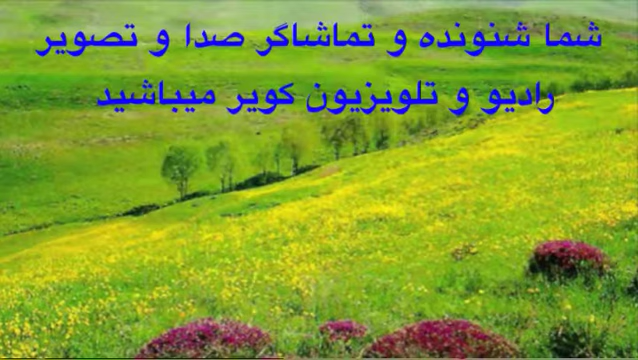 شما شنونده و تماشاگر صدا و تصویر
رادیو و تلویزیون کویر میباشید